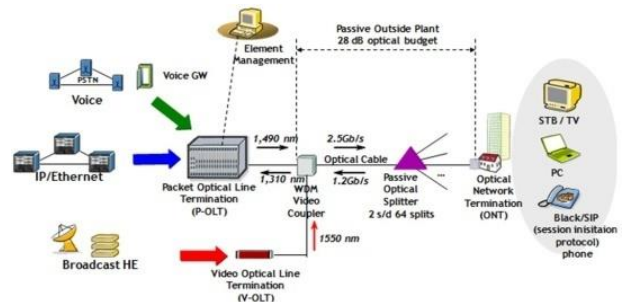 Element
Management
Passive Outside Plant
28 dB optical budget
PSTN
Voice GW
Voice
1,490 nm
2.5Gb/s
STB / TV
IP/Ethernet
Optical Cable
1,310 nm
1.2Gb/s
Packet Optical Line
Termination
(P-OLT)
WDM
Video
Coupler
Passive
Optical
Splitter
2 s/d 64 splits
...
Optical
Network
Termination
(ONT)
PC
Black/SIP
(session inisitaion
protocol)
phone
1550 nm
Broadcast HE
Video Optical Line
Termination
(V-OLT)